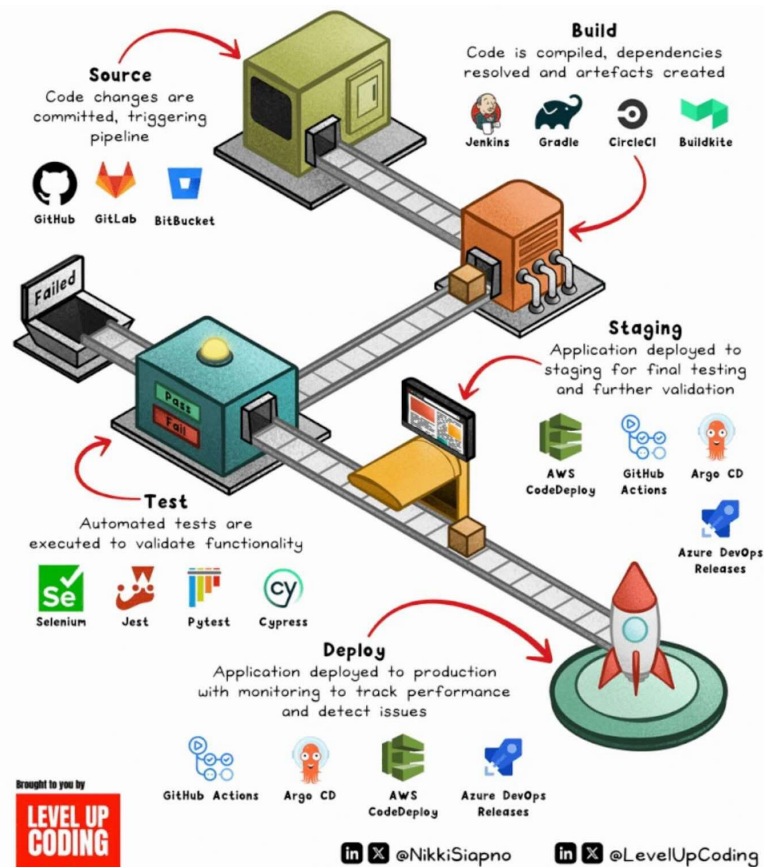 Source
Code changes are
committed, triggering
pipeline
GitHub
GitLab
BitBucket
Build
Code is compiled, dependencies
resolved and artefacts created
Jenkins
Gradle
CircleCI
Buildkite
Failed
Pass
Fail
Staging
Application deployed to
staging for final testing
and further validation
AWS
CodeDeploy
GitHub
Actions
Argo CD
Azure DevOps
Releases
Test
Automated tests are
executed to validate functionality
Se
Selenium
Jest
Pytest
cy
Cypress
Deploy
Application deployed to production
with monitoring to track performance
and detect issues
GitHub Actions
Argo CD
AWS
CodeDeploy
Azure DevOps
Releases
Brought to you by
LEVEL UP
CODING
in X @NikkiSiapno
in X @LevelUpCoding